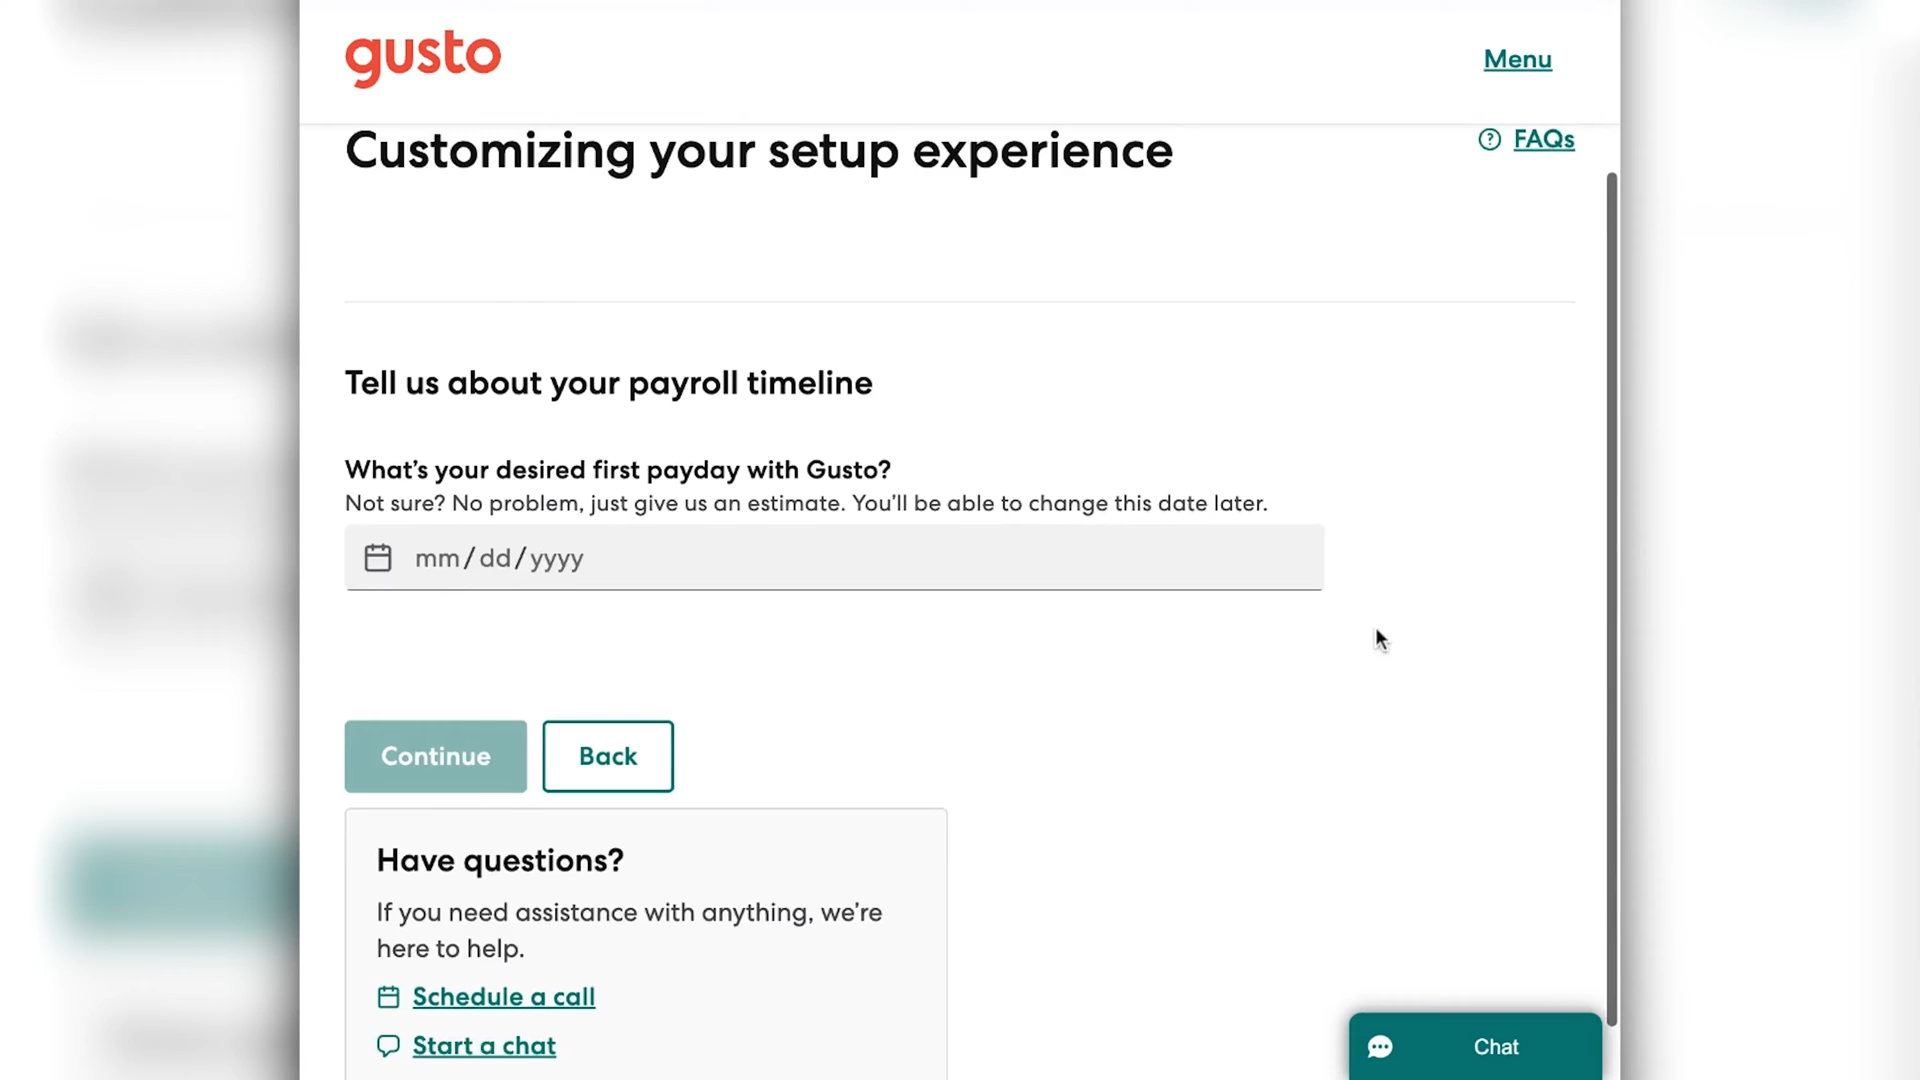 gusto
Menu
Customizing your setup experience
FAQs
Tell us about your payroll timeline
What's your desired first payday with Gusto?
Not sure? No problem, just give us an estimate. You'll be able to change this date later.
mm/dd/yyyy
Continue
Back
Have questions?
If you need assistance with anything, we're
here to help.
Schedule a call
Start a chat
Chat